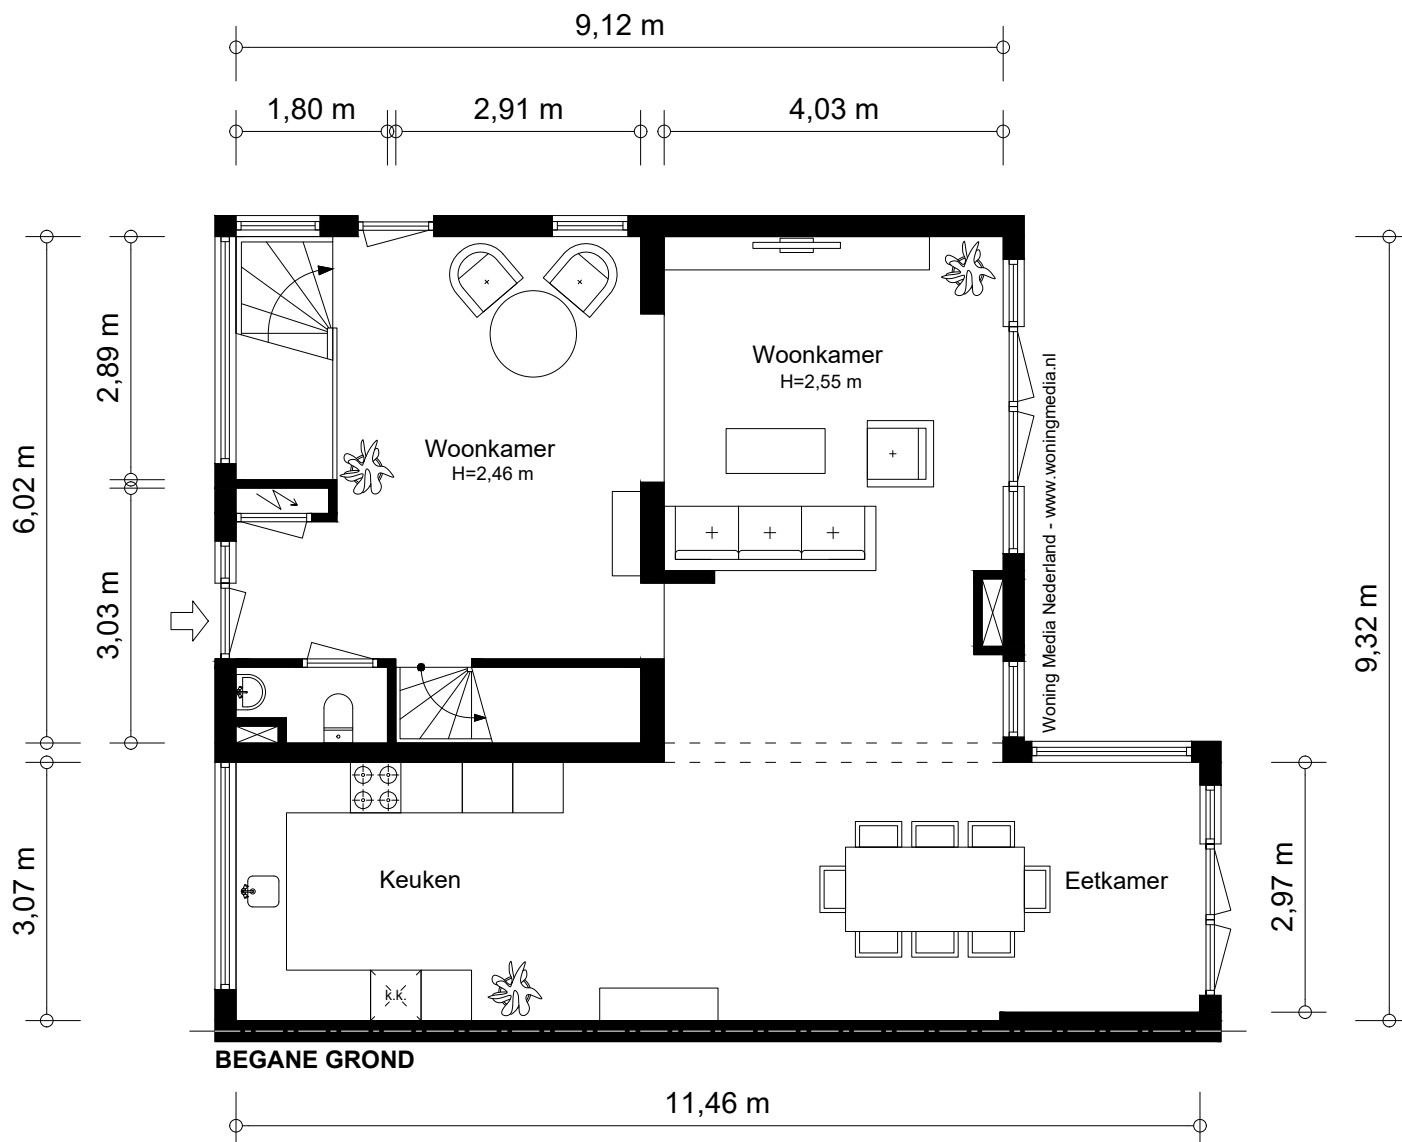 9,12 m
1,80 m
2,91 m
4,03 m
2,89 m
6,02 m
3,03 m
3,07 m
Woonkamer
H=2,55 m
Woonkamer
H=2,46 m
Woning Media Nederland - www.woningmedia.nl
9,32 m
2,97 m
Keuken
Eetkamer
k.k.
BEGANE GROND
11,46 m